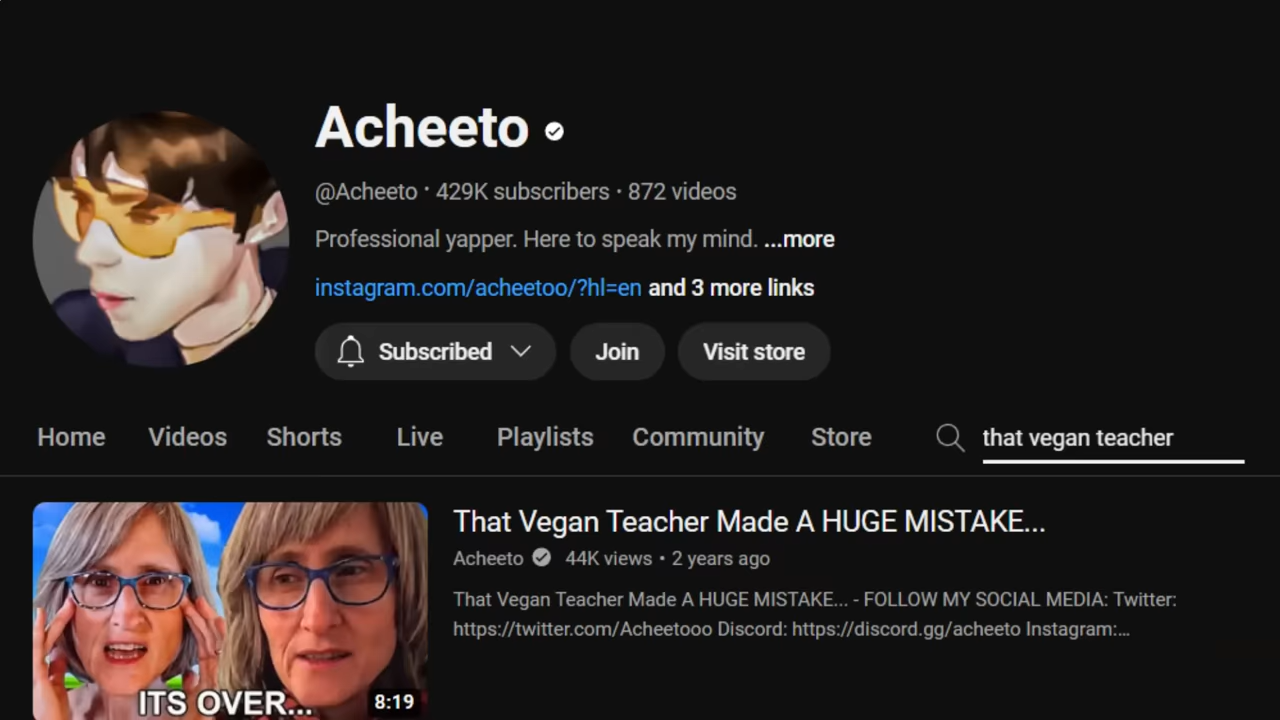 Acheeto
@Acheeto · 429K subscribers · 872 videos
Professional yapper. Here to speak my mind. ...more
instagram.com/acheetoo/?hl=en and 3 more links
Subscribed Join Visit store
Home Videos Shorts Live Playlists Community Store that vegan teacher
That Vegan Teacher Made A HUGE MISTAKE...
Acheeto 44K views • 2 years ago
That Vegan Teacher Made A HUGE MISTAKE... - FOLLOW MY SOCIAL MEDIA: Twitter:
https://twitter.com/Acheetooo Discord: https://discord.gg/acheeto Instagram:...
ITS OVER... 8:19